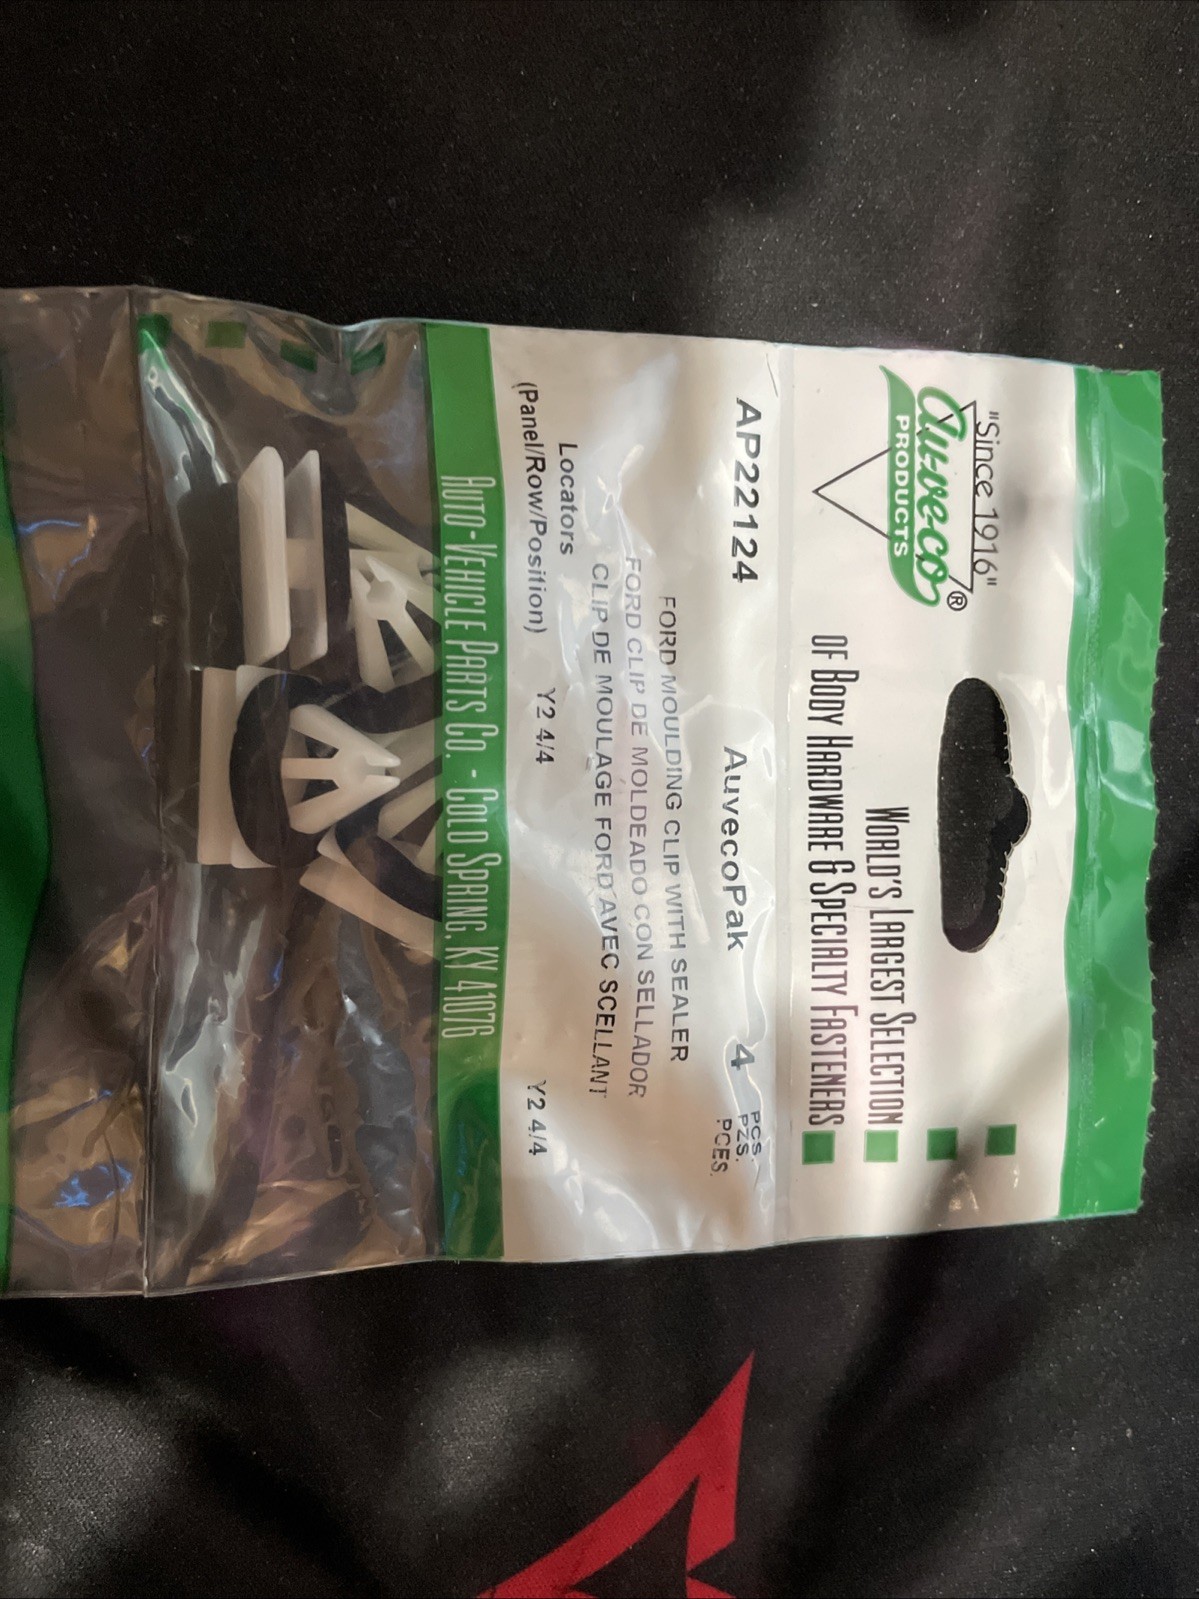 "Since 1916"
Au-ve-co®
PRODUCTS
WORLD'S LARGEST SELECTION
OF BODY HARDWARE & SPECIALTY FASTENERS
AP22124 AuvecoPak 4 PCS.
PZS.
PCES.
FORD MOULDING CLIP WITH SEALER
FORD CLIP DE MOLDEADO CON SELLADOR
CLIP DE MOULAGE FORD AVEC SCELLANT
Locators
(Panel/Row/Position) Y2 4/4 Y2 4/4
AUTO-VEHICLE PARTS CO. - COLD SPRING, KY 41076